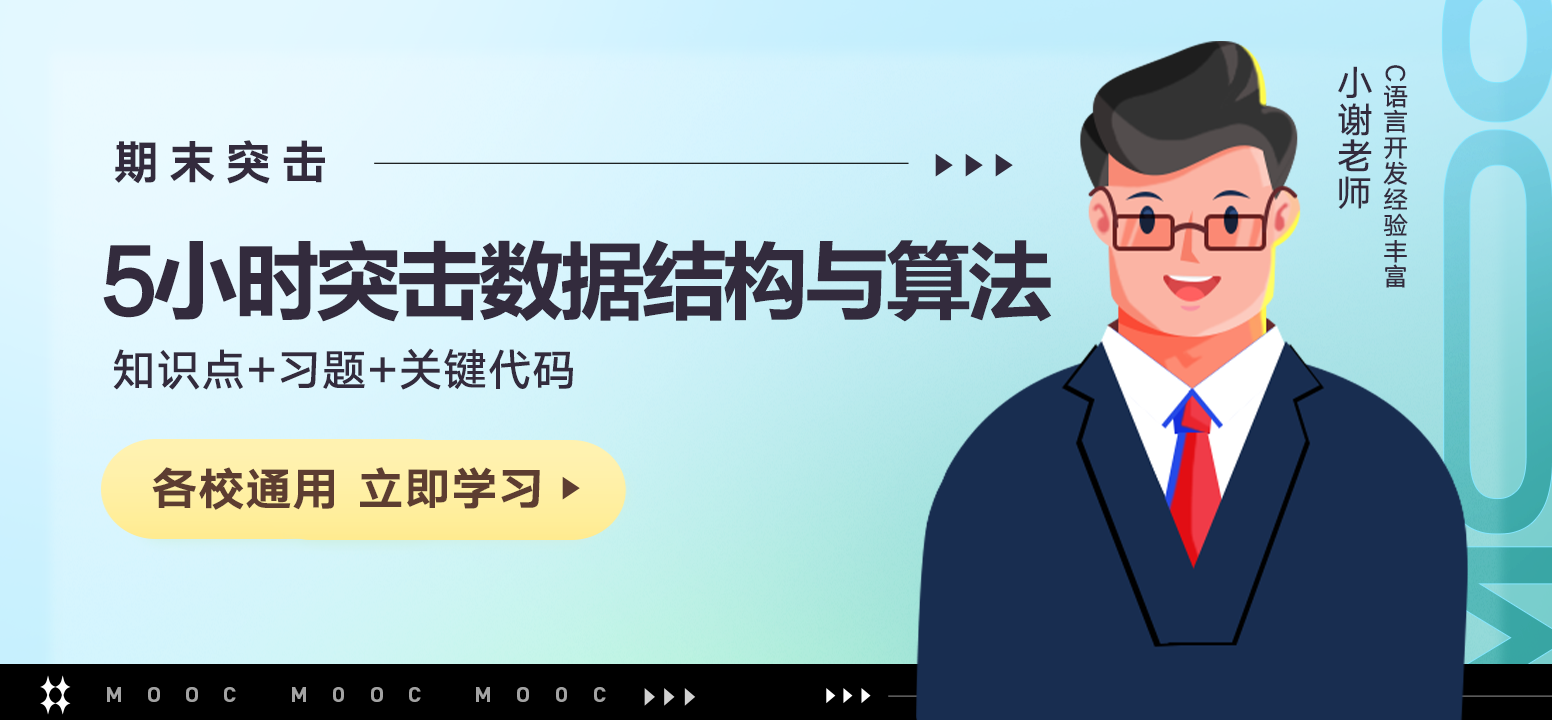 期末突击
5小时突击数据结构与算法
知识点+习题+关键代码
各校通用 立即学习
小谢老师
C语言开发经验丰富
MOOC
MOOC MOOC MOOC